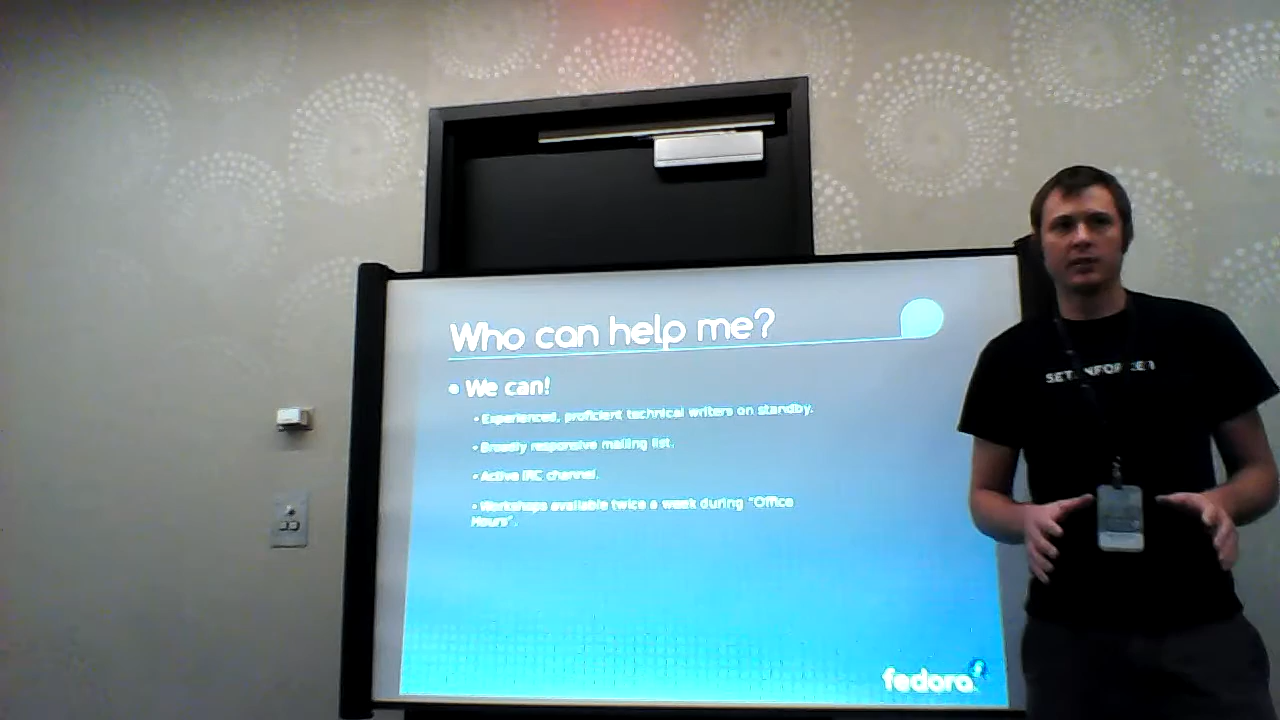 Who can help me?
• We can!
• Experienced, proficient technical writers on standby.
• Broadly responsive mailing list.
• Active IRC channel.
• Workshops available twice a week during "Office
Hours".
fedora
SETENFORCE 1